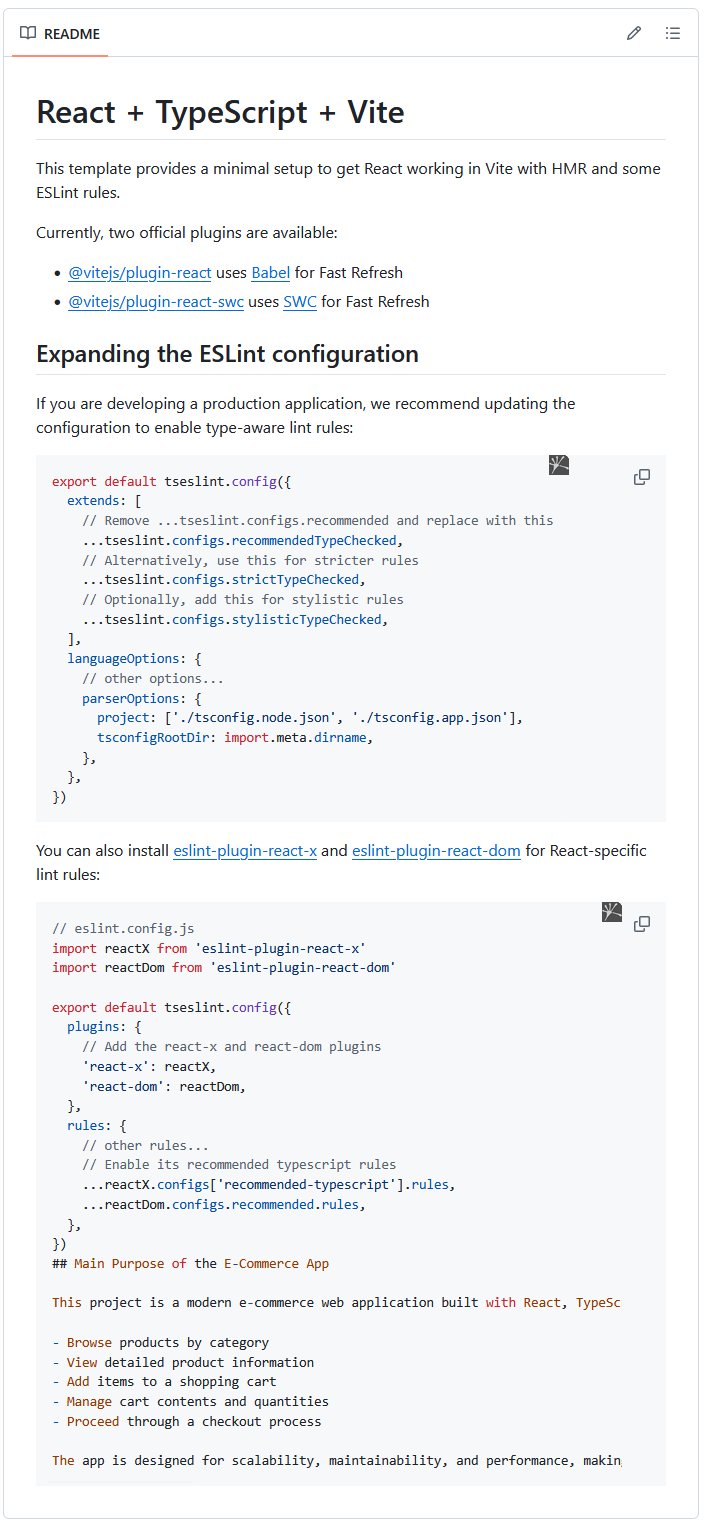 README
React + TypeScript + Vite
This template provides a minimal setup to get React working in Vite with HMR and some
ESLint rules.
Currently, two official plugins are available:
• @vitejs/plugin-react uses Babel for Fast Refresh
• @vitejs/plugin-react-swc uses SWC for Fast Refresh
Expanding the ESLint configuration
If you are developing a production application, we recommend updating the
configuration to enable type-aware lint rules:
export default tseslint.config({
  extends: [
    // Remove ...tseslint.configs.recommended and replace with this
    ...tseslint.configs.recommendedTypeChecked,
    // Alternatively, use this for stricter rules
    ...tseslint.configs.strictTypeChecked,
    // Optionally, add this for stylistic rules
    ...tseslint.configs.stylisticTypeChecked,
  ],
  languageOptions: {
    // other options...
    parserOptions: {
      project: ['./tsconfig.node.json', './tsconfig.app.json'],
      tsconfigRootDir: import.meta.dirname,
    },
  },
})
You can also install eslint-plugin-react-x and eslint-plugin-react-dom for React-specific
lint rules:
// eslint.config.js
import reactX from 'eslint-plugin-react-x'
import reactDom from 'eslint-plugin-react-dom'

export default tseslint.config({
  plugins: {
    // Add the react-x and react-dom plugins
    'react-x': reactX,
    'react-dom': reactDom,
  },
  rules: {
    // other rules...
    // Enable its recommended typescript rules
    ...reactX.configs['recommended-typescript'].rules,
    ...reactDom.configs.recommended.rules,
  },
})
## Main Purpose of the E-Commerce App

This project is a modern e-commerce web application built with React, TypeSc

- Browse products by category
- View detailed product information
- Add items to a shopping cart
- Manage cart contents and quantities
- Proceed through a checkout process

The app is designed for scalability, maintainability, and performance, makin